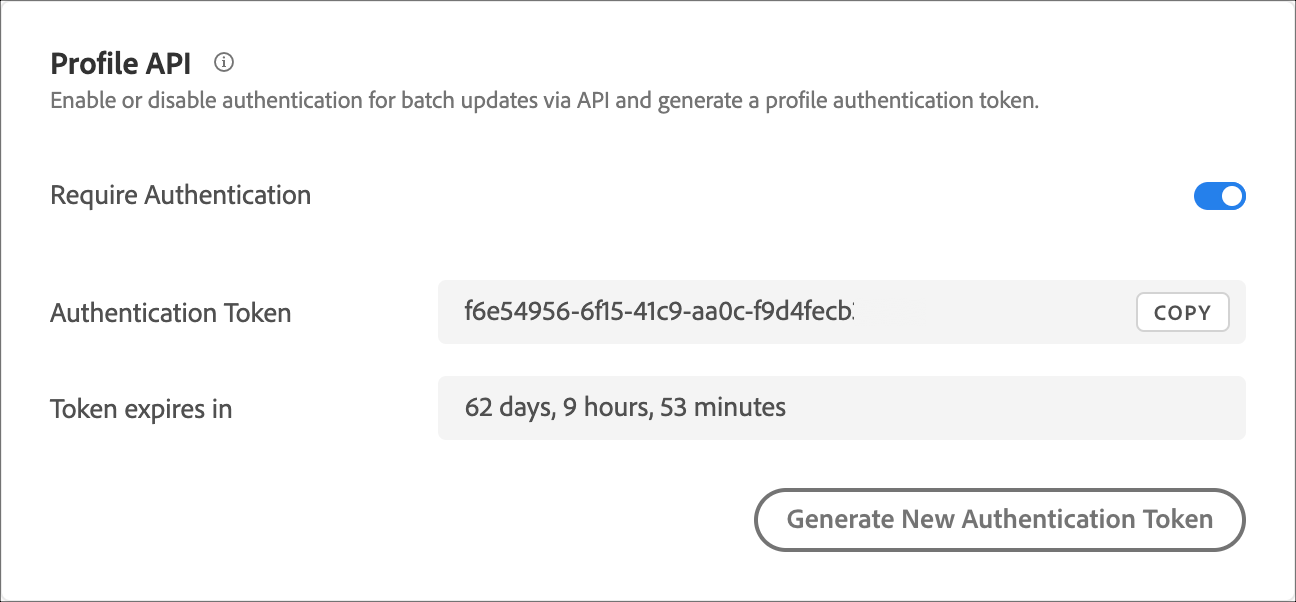 Profile API
Enable or disable authentication for batch updates via API and generate a profile authentication token.
Require Authentication
Authentication Token
f6e54956-6f15-41c9-aa0c-f9d4fecb
COPY
Token expires in
62 days, 9 hours, 53 minutes
Generate New Authentication Token